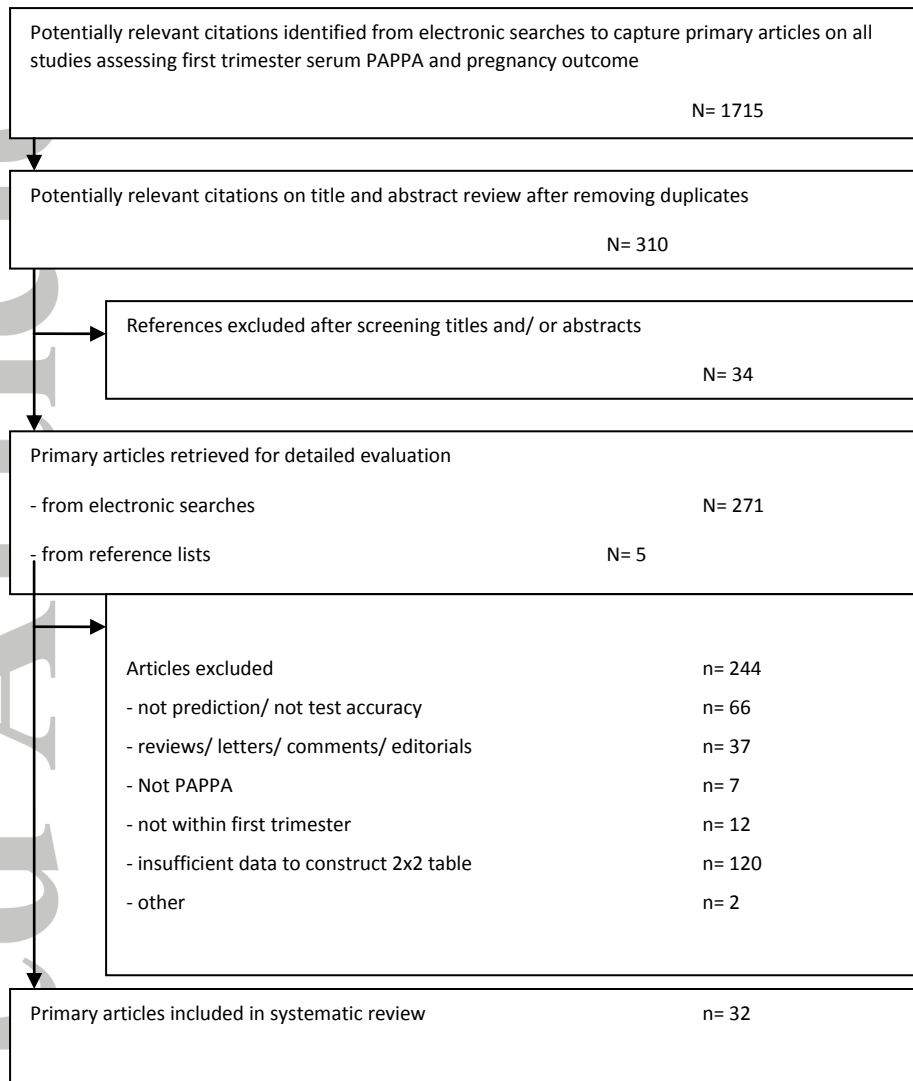 Potentially relevant citations identified from electronic searches to capture primary articles on all
studies assessing first trimester serum PAPPA and pregnancy outcome
N= 1715
Potentially relevant citations on title and abstract review after removing duplicates
N= 310
References excluded after screening titles and/ or abstracts
N= 34
Primary articles retrieved for detailed evaluation
- from electronic searches N= 271
- from reference lists N= 5
Articles excluded n= 244
- not prediction/ not test accuracy n= 66
- reviews/ letters/ comments/ editorials n= 37
- Not PAPPA n= 7
- not within first trimester n= 12
- insufficient data to construct 2x2 table n= 120
- other n= 2
Primary articles included in systematic review n= 32